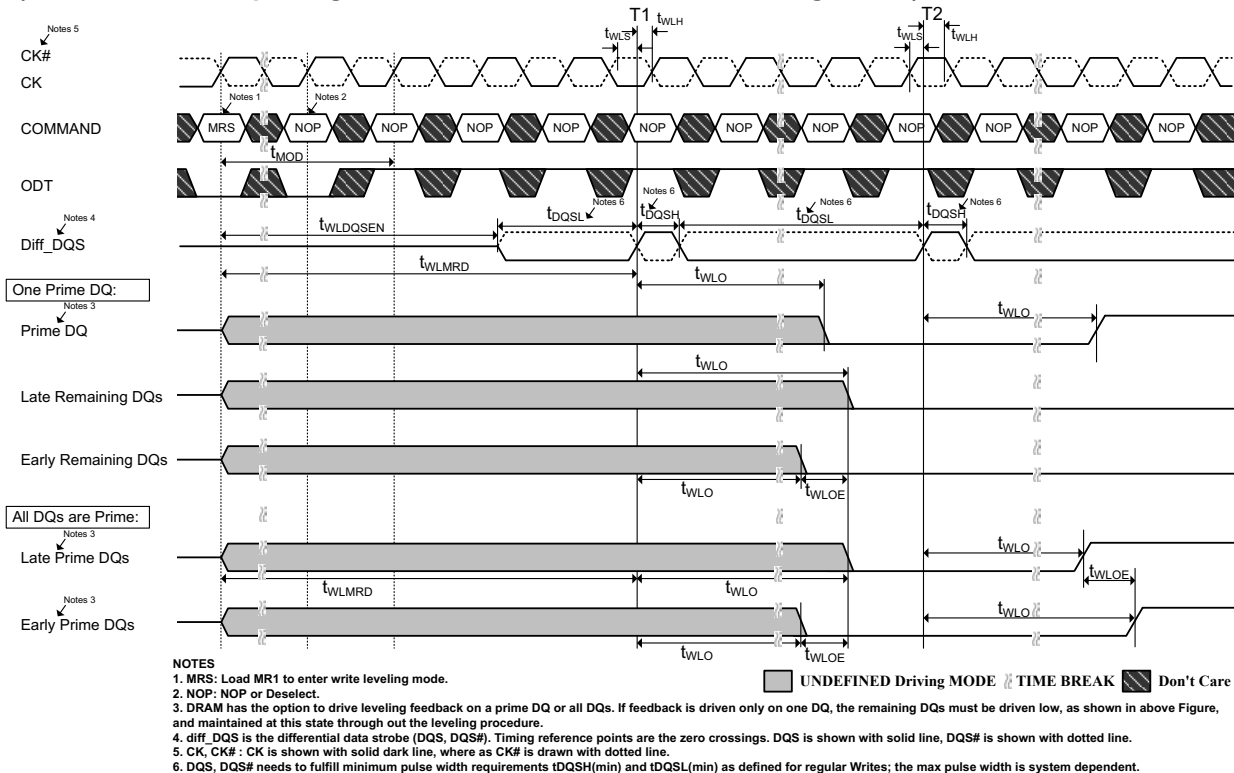 T1
T2
tWLS
tWLH
tWLS
tWLH
Notes 5
CK#
CK
Notes 1
Notes 2
COMMAND
MRS
NOP
NOP
NOP
NOP
NOP
NOP
NOP
NOP
NOP
NOP
NOP
tMOD
ODT
Notes 4
Diff_DQS
tWLDQSEN
tDQSL
Notes 6
tDQSH
Notes 6
tDQSL
Notes 6
tDQSH
Notes 6
tWLMRD
tWLO
One Prime DQ:
Notes 3
Prime DQ
tWLO
tWLO
Late Remaining DQs
Early Remaining DQs
tWLO
tWLOE
All DQs are Prime:
Notes 3
Late Prime DQs
tWLO
tWLMRD
tWLO
tWLOE
Notes 3
Early Prime DQs
tWLO
tWLO
tWLOE
NOTES
1. MRS: Load MR1 to enter write leveling mode.
2. NOP: NOP or Deselect.
UNDEFINED Driving MODE
TIME BREAK
Don't Care
3. DRAM has the option to drive leveling feedback on a prime DQ or all DQs. If feedback is driven only on one DQ, the remaining DQs must be driven low, as shown in above Figure,
and maintained at this state through out the leveling procedure.
4. diff_DQS is the differential data strobe (DQS, DQS#). Timing reference points are the zero crossings. DQS is shown with solid line, DQS# is shown with dotted line.
5. CK, CK# : CK is shown with solid dark line, where as CK# is drawn with dotted line.
6. DQS, DQS# needs to fulfill minimum pulse width requirements tDQSH(min) and tDQSL(min) as defined for regular Writes; the max pulse width is system dependent.